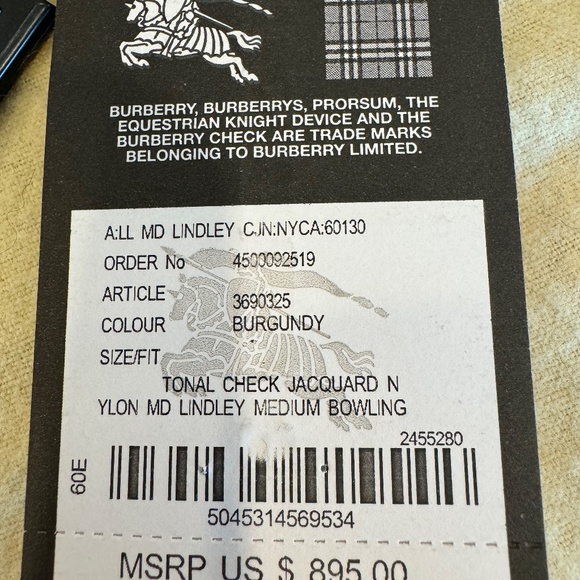 BURBERRY, BURBERRYS, PRORSUM, THE
EQUESTRIAN KNIGHT DEVICE AND THE
BURBERRY CHECK ARE TRADE MARKS
BELONGING TO BURBERRY LIMITED.
A:LL MD LINDLEY CJN:NYCA:60130
ORDER No 4500092519
ARTICLE 3690325
COLOUR BURGUNDY
SIZE/FIT
TONAL CHECK JACQUARD N
YLON MD LINDLEY MEDIUM BOWLING
2455280
60E
5045314569534
MSRP US $ 895.00